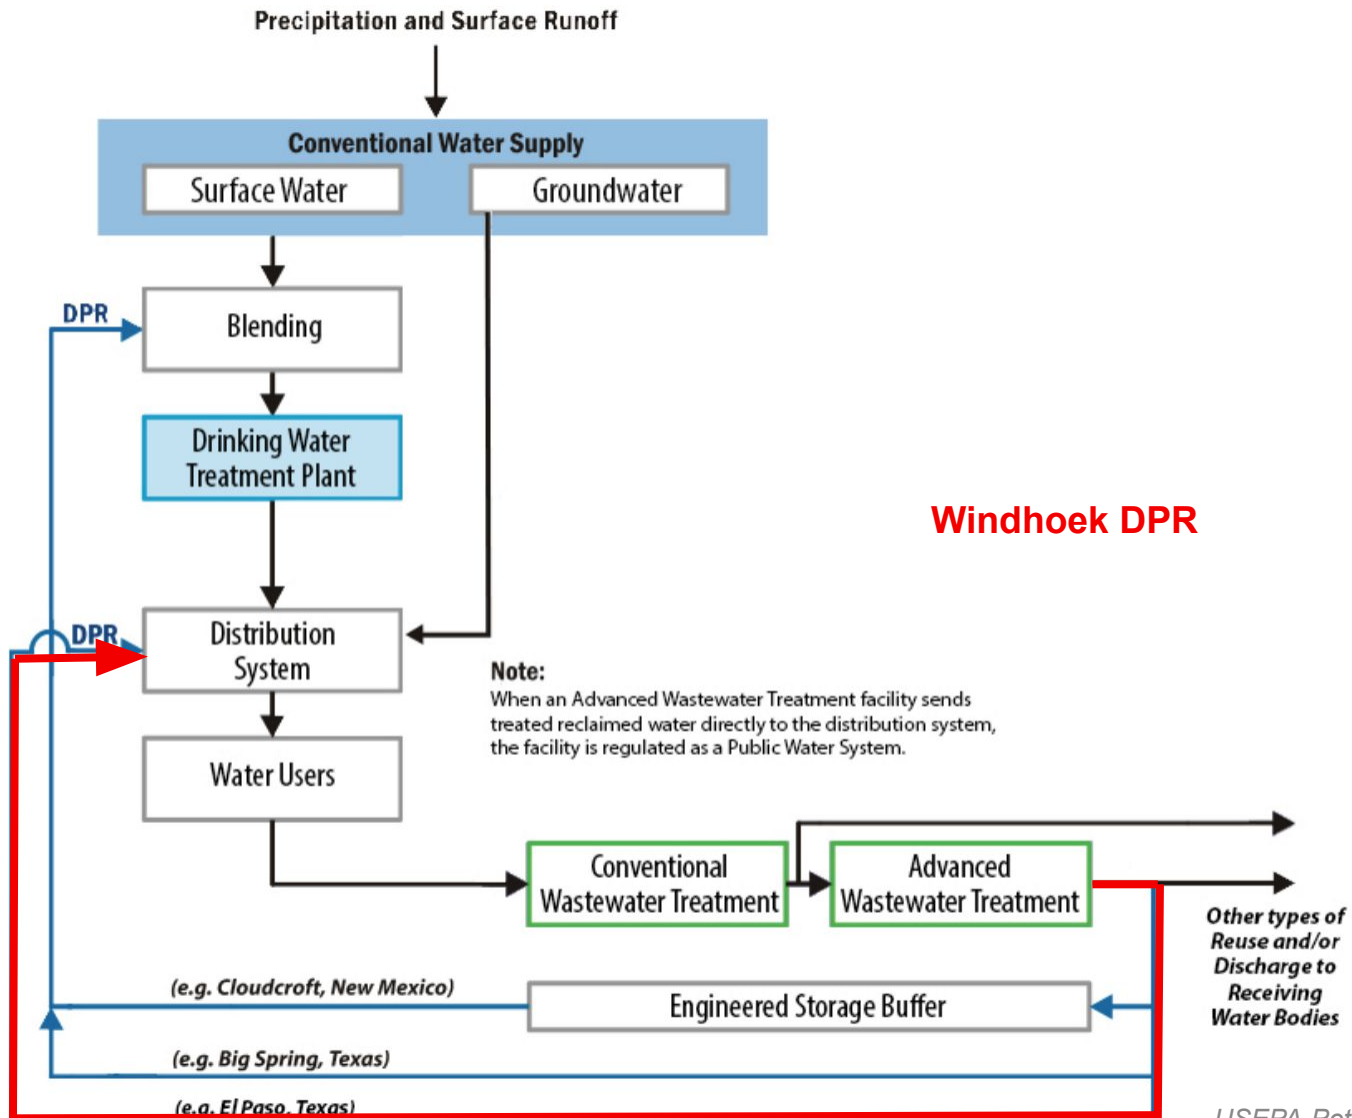 Precipitation and Surface Runoff
Conventional Water Supply
Surface Water
Groundwater
DPR
Blending
Drinking Water
Treatment Plant
Windhoek DPR
DPR
Distribution
System
Note:
When an Advanced Wastewater Treatment facility sends
treated reclaimed water directly to the distribution system,
the facility is regulated as a Public Water System.
Water Users
Conventional
Wastewater Treatment
Advanced
Wastewater Treatment
Other types of
Reuse and/or
Discharge to
Receiving
Water Bodies
(e.g. Cloudcroft, New Mexico)
Engineered Storage Buffer
(e.g. Big Spring, Texas)
(e.g. El Paso, Texas)
USEPA